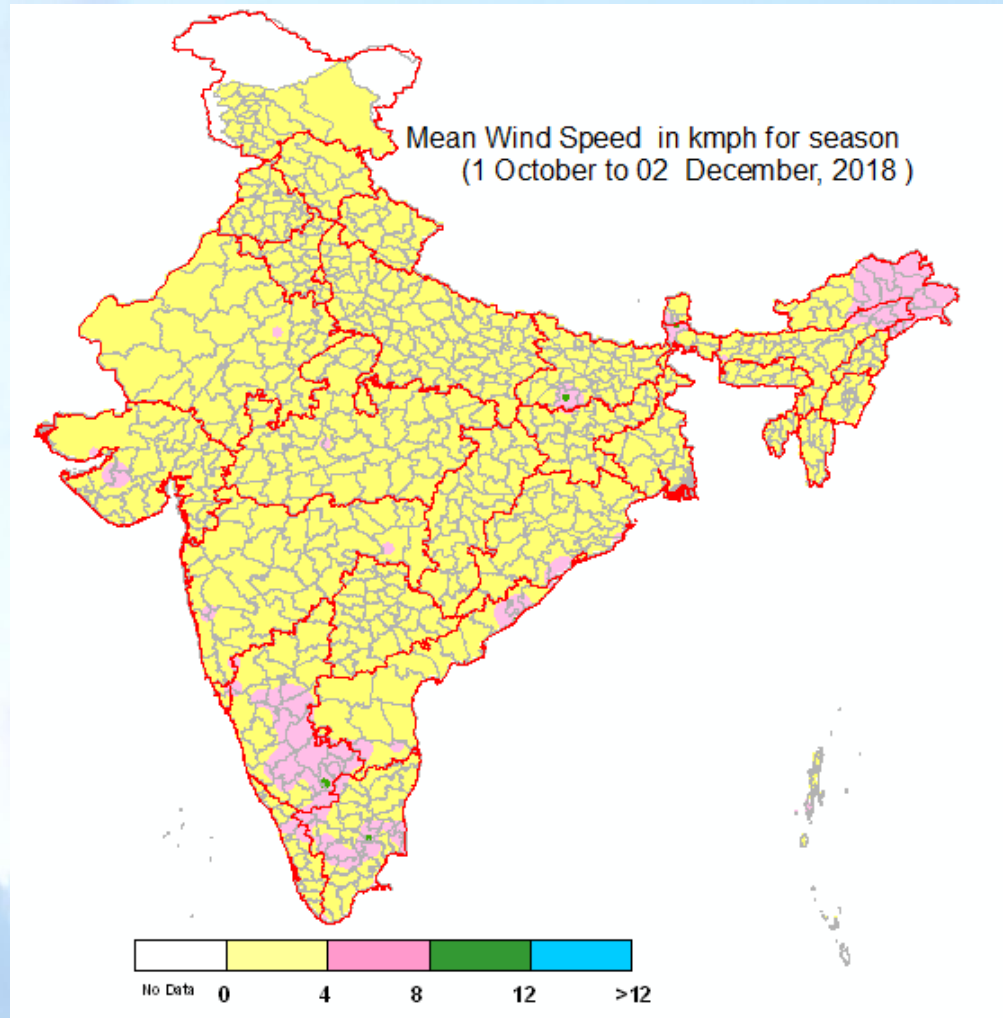 Mean Wind Speed in kmph for season
(1 October to 02 December, 2018 )
No Data 0 4 8 12 >12